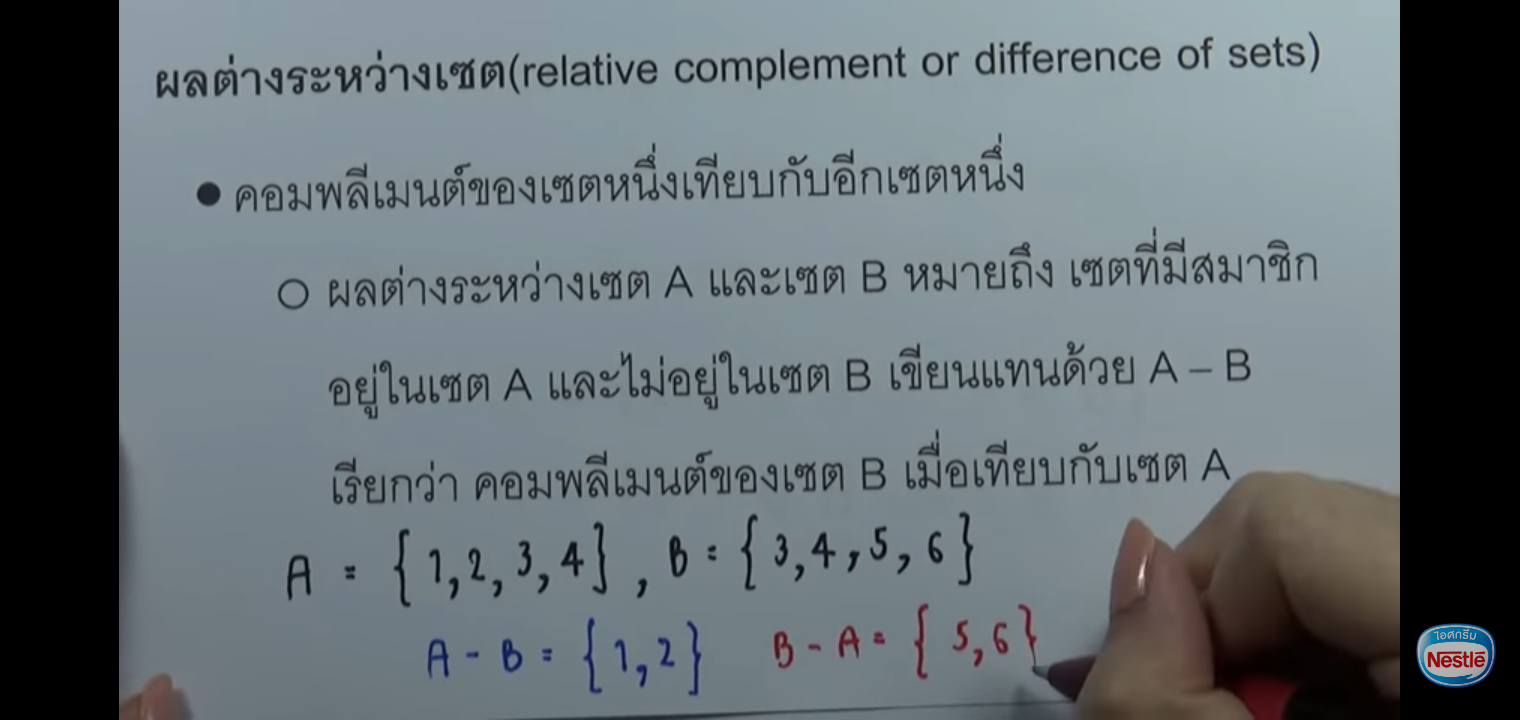 ผลต่างระหว่างเซต(relative complement or difference of sets)
● คอมพลีเมนต์ของเซตหนึ่งเทียบกับอีกเซตหนึ่ง
○ ผลต่างระหว่างเซต A และเซต B หมายถึง เซตที่มีสมาชิก
อยู่ในเซต A และไม่อยู่ในเซต B เขียนแทนด้วย A – B
เรียกว่า คอมพลีเมนต์ของเซต B เมื่อเทียบกับเซต A
A = {1,2,3,4} , B = {3,4,5,6}
A - B = {1,2} B - A = {5,6}
ไอศกรีม
Nestlé